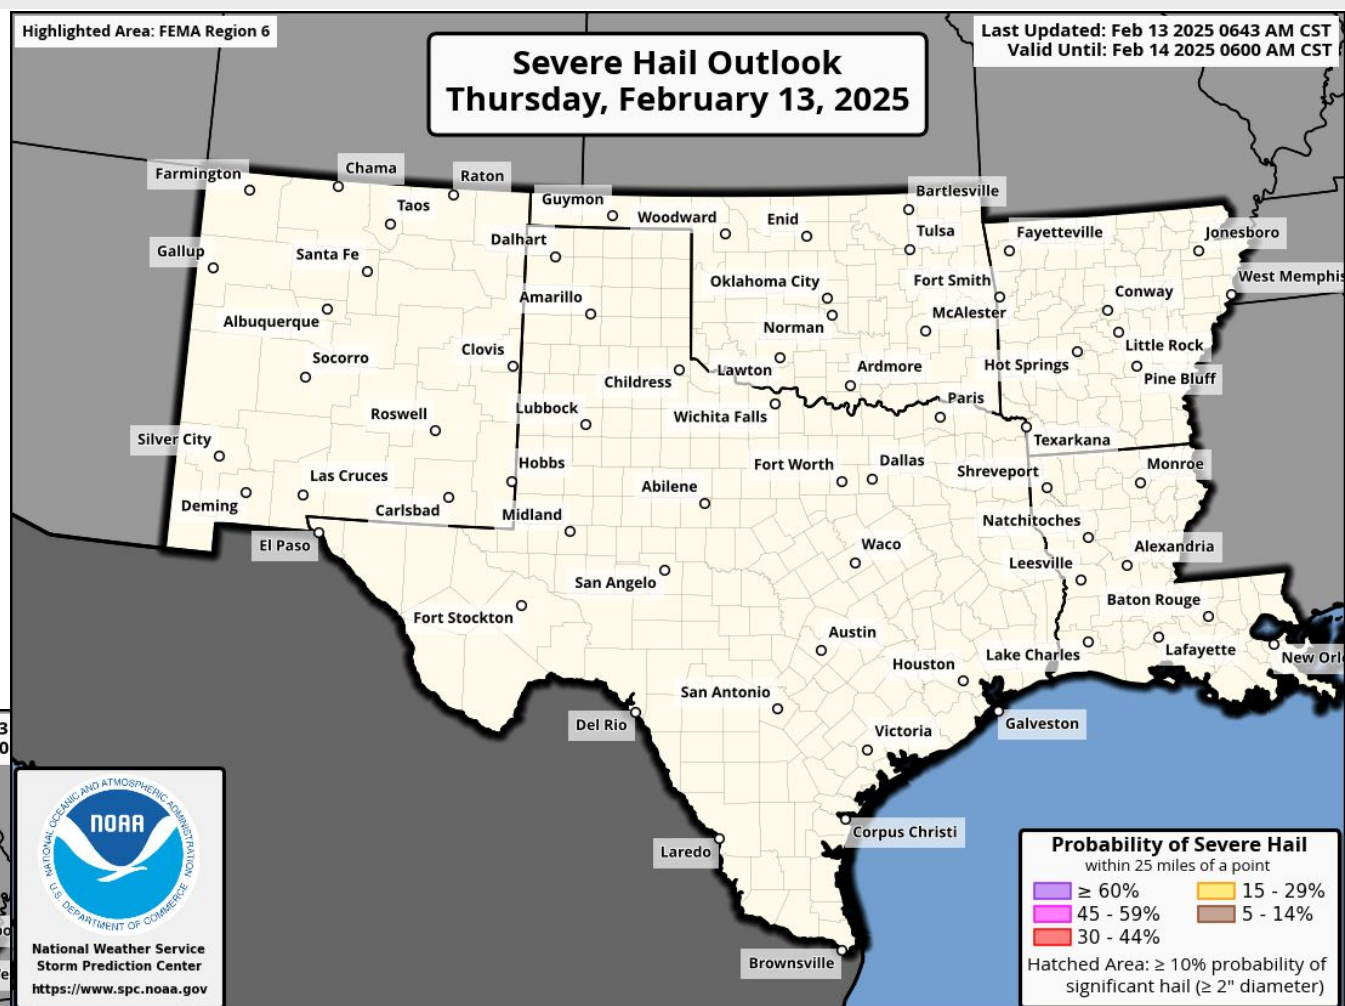 Highlighted Area: FEMA Region 6
Last Updated: Feb 13 2025 0643 AM CST
Valid Until: Feb 14 2025 0600 AM CST
Severe Hail Outlook
Thursday, February 13, 2025
Farmington
Chama
Raton
Guymon
Bartlesville
Taos
Woodward
Enid
Tulsa
Fayetteville
Jonesboro
Gallup
Santa Fe
Dalhart
Oklahoma City
Fort Smith
West Memphis
Amarillo
Conway
Albuquerque
Norman
McAlester
Socorro
Clovis
Little Rock
Childress
Lawton
Ardmore
Hot Springs
Pine Bluff
Roswell
Lubbock
Wichita Falls
Paris
Silver City
Texarkana
Las Cruces
Hobbs
Fort Worth
Dallas
Shreveport
Monroe
Deming
Carlsbad
Midland
Abilene
Natchitoches
El Paso
Waco
Alexandria
San Angelo
Leesville
Fort Stockton
Baton Rouge
Austin
Lake Charles
Lafayette
New Orl
Houston
San Antonio
Del Rio
Victoria
Galveston
Laredo
Corpus Christi
Brownsville
3
0
NATIONAL OCEANIC AND ATMOSPHERIC ADMINISTRATION
NOAA
U.S. DEPARTMENT OF COMMERCE
National Weather Service
Storm Prediction Center
https://www.spc.noaa.gov
Probability of Severe Hail
within 25 miles of a point
≥ 60% 15 - 29%
45 - 59% 5 - 14%
30 - 44%
Hatched Area: ≥ 10% probability of
significant hail (≥ 2" diameter)